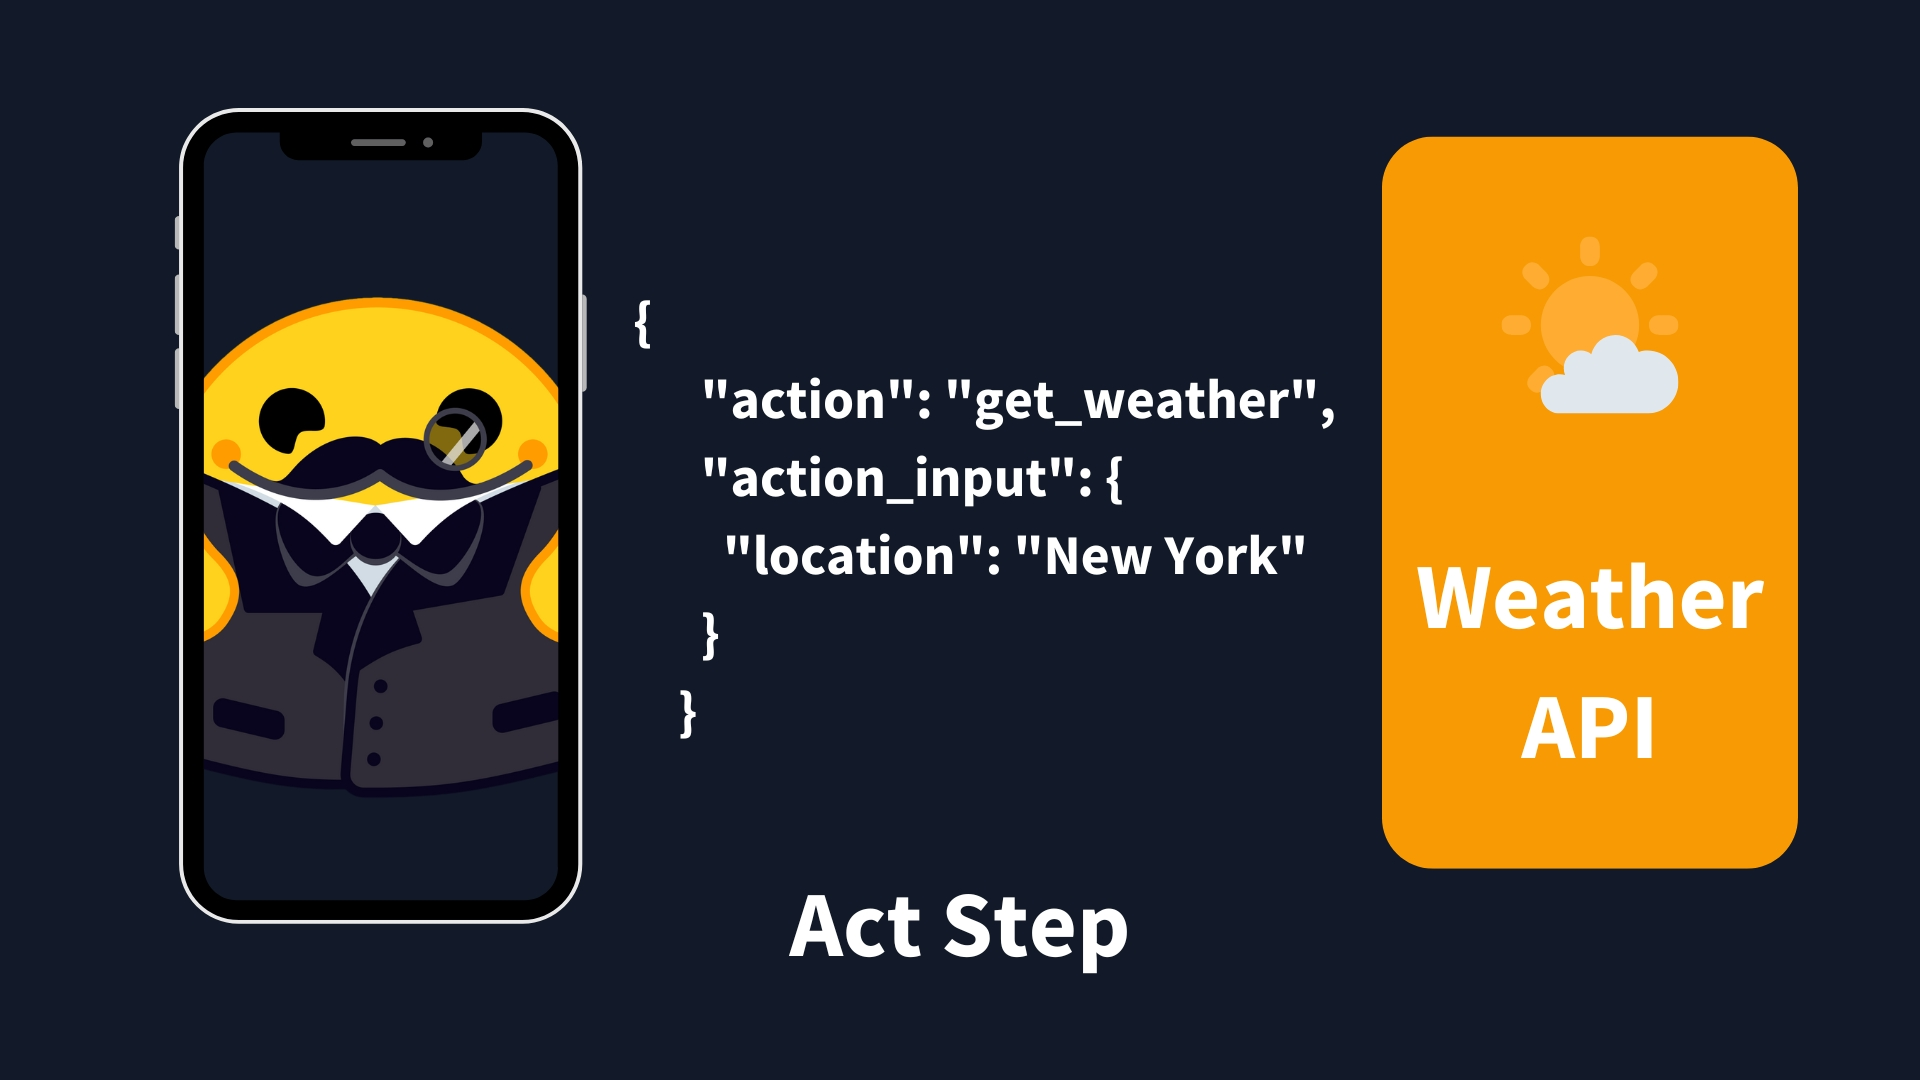 {
"action": "get_weather",
"action_input": {
"location": "New York"
}
}
Weather
API
Act Step